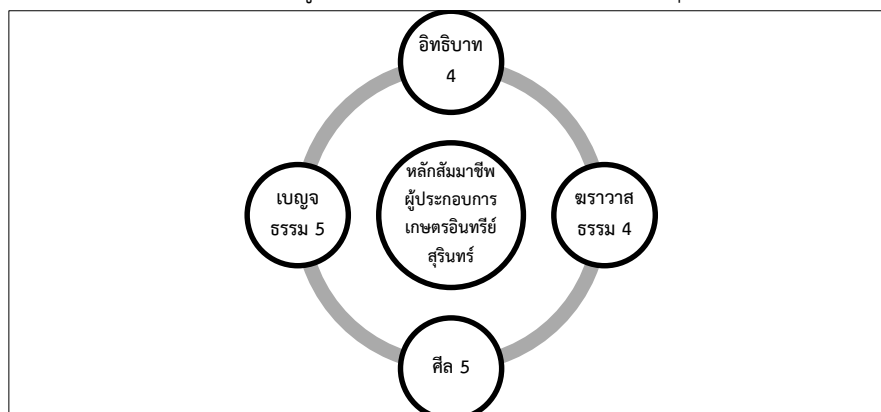 อิทธิบาท
4
หลักสัมมาชีพ
ผู้ประกอบการ
เกษตรอินทรีย์
สุรินทร์
เบญจ
ธรรม 5
ฆราวาส
ธรรม 4
ศีล 5